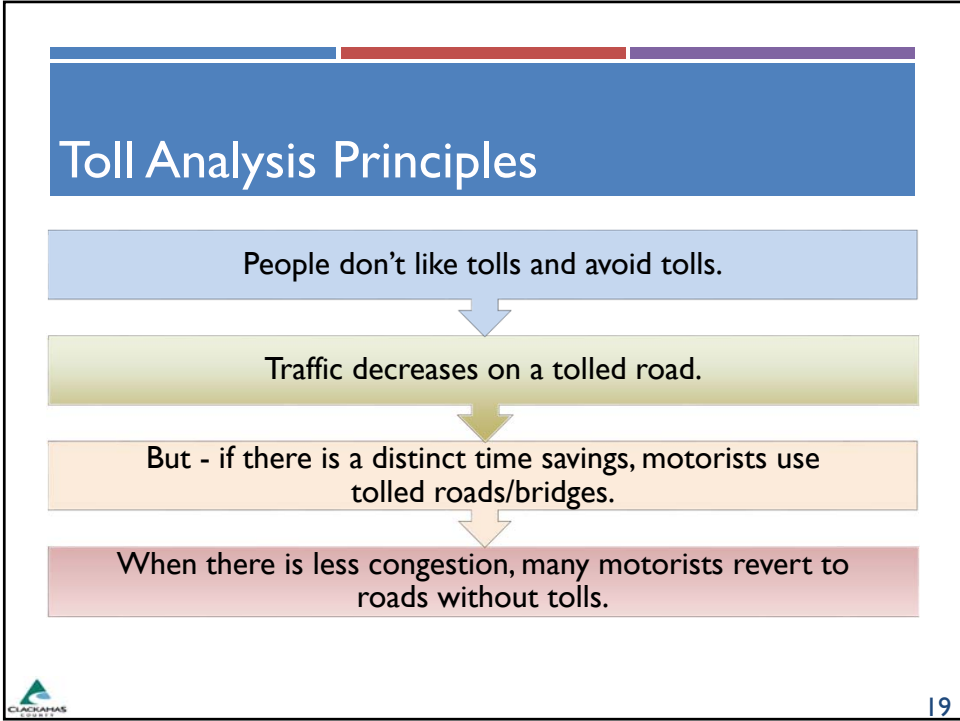 Toll Analysis Principles
People don’t like tolls and avoid tolls.
Traffic decreases on a tolled road.
But - if there is a distinct time savings, motorists use
tolled roads/bridges.
When there is less congestion, many motorists revert to
roads without tolls.
CLACKAMAS
COUNTY
19